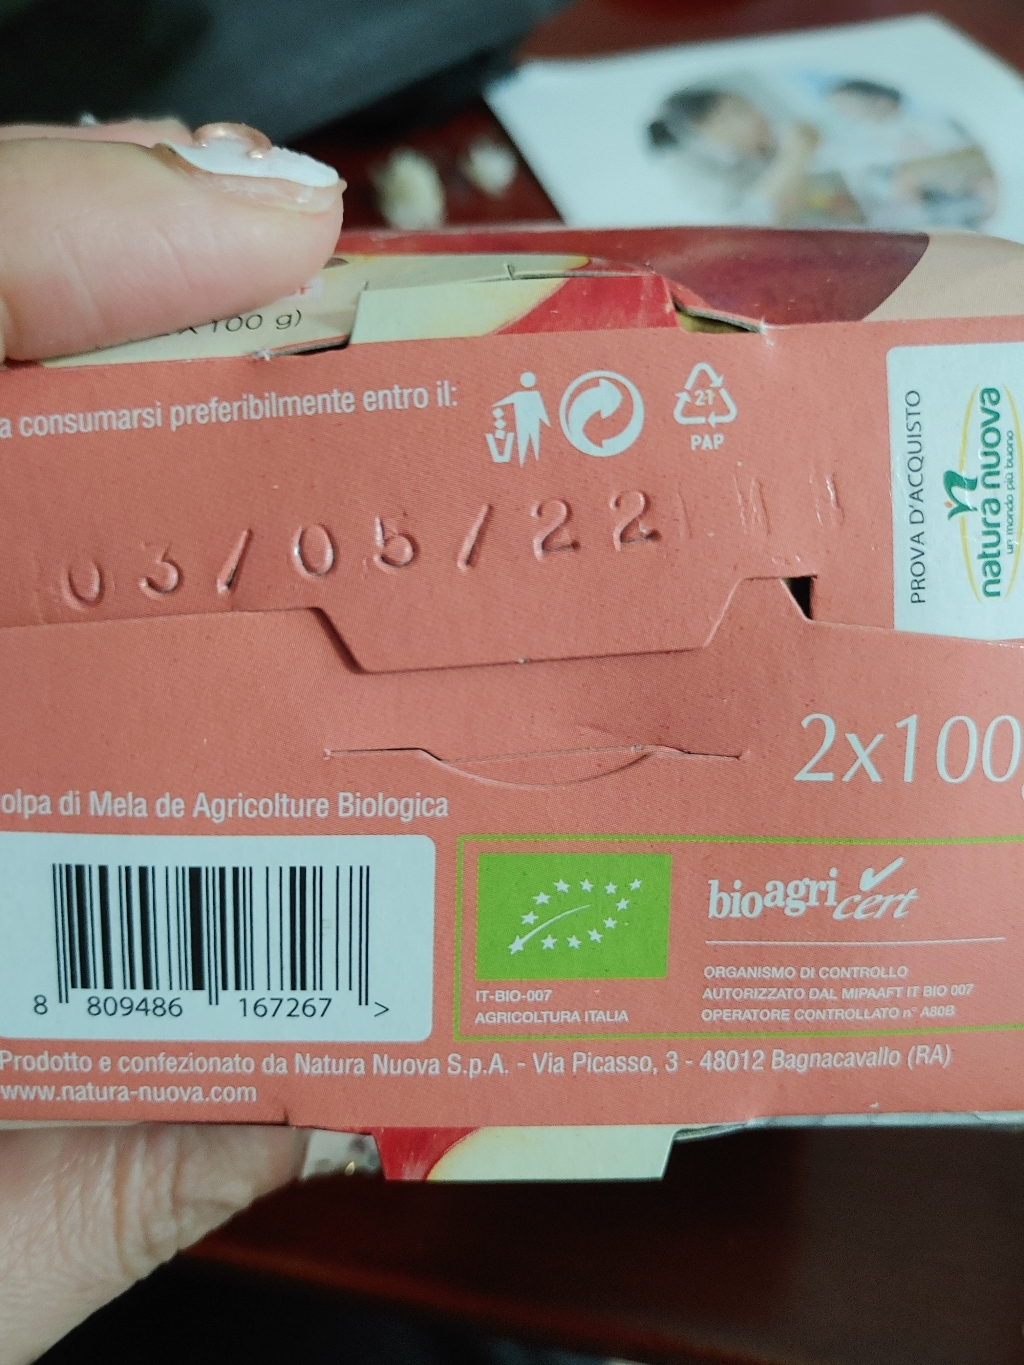 100 g)
a consumarsi preferibilmente entro il:
21
PAP
03/05/22
PROVA D'ACQUISTO
natura nuova
un mondo più buono
2x100
olpa di Mela de Agricolture Biologica
8 809486 167267 >
IT-BIO-007
AGRICOLTURA ITALIA
bioagricert
ORGANISMO DI CONTROLLO
AUTORIZZATO DAL MIPAAFT IT BIO 007
OPERATORE CONTROLLATO n° A80B
Prodotto e confezionato da Natura Nuova S.p.A. - Via Picasso, 3 - 48012 Bagnacavallo (RA)
www.natura-nuova.com